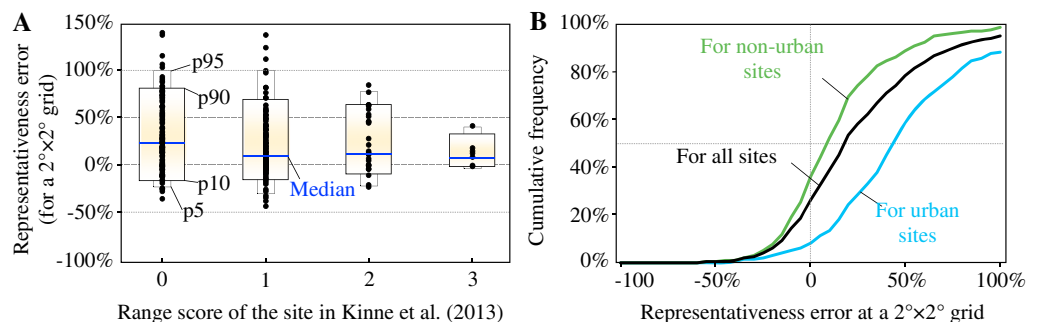 A
Representativeness error
(for a 2°×2° grid)
150%
100%
50%
0%
-50%
-100%
p95
p90
p10
p5
Median
0
1
2
3
Range score of the site in Kinne et al. (2013)
B
Cumulative frequency
100%
80%
60%
40%
20%
0%
For non-urban
sites
For all sites
For urban
sites
-100
-50%
0
50%
100%
Representativeness error at a 2°×2° grid